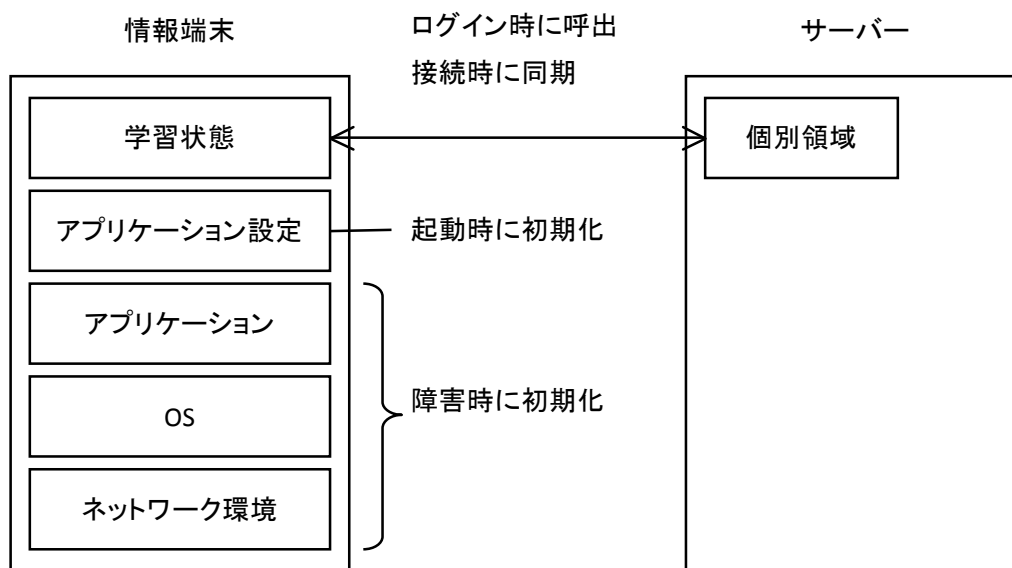 情報端末
ログイン時に呼出
サーバー
接続時に同期
学習状態
個別領域
アプリケーション設定
起動時に初期化
アプリケーション
OS
障害時に初期化
ネットワーク環境